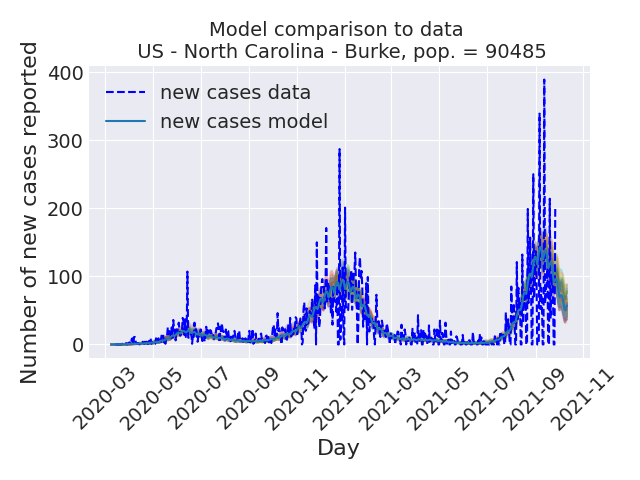 Model comparison to data
US - North Carolina - Burke, pop. = 90485
Number of new cases reported
400
300
200
100
0
new cases data
new cases model
2020-03
2020-05
2020-07
2020-09
2020-11
2021-01
2021-03
2021-05
2021-07
2021-09
2021-11
Day